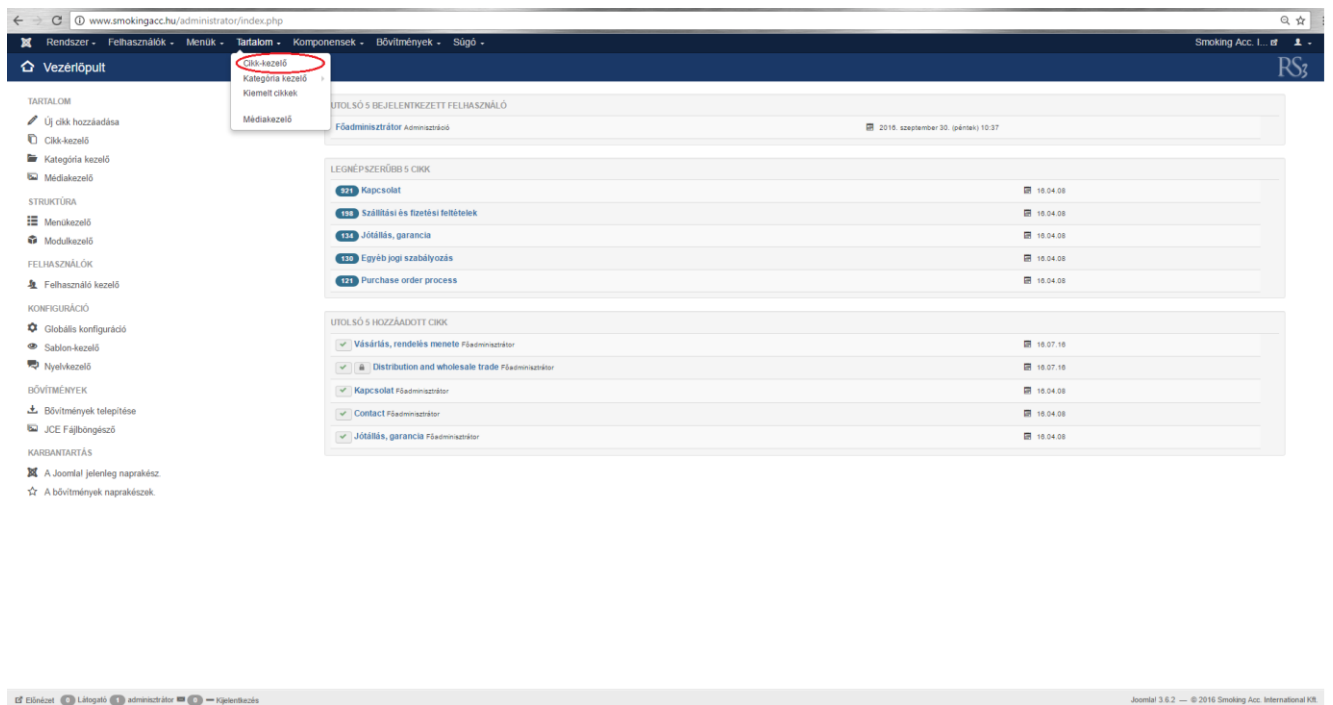 www.smokingacc.hu/administrator/index.php
Rendszer Felhasználók Menük Tartalom Komponensek Bővítmények Súgó Smoking Acc. I...
Vezérlőpult RS3
Cikk-kezelő
Kategória kezelő
Kiemelt cikkek
Médiakezelő
TARTALOM
Új cikk hozzáadása
Cikk-kezelő
Kategória kezelő
Médiakezelő
STRUKTÚRA
Menükezelő
Modulkezelő
FELHASZNÁLÓK
Felhasználó kezelő
KONFIGURÁCIÓ
Globális konfiguráció
Sablon-kezelő
Nyelvkezelő
BŐVÍTMÉNYEK
Bővítmények telepítése
JCE Fájlböngésző
KARBANTARTÁS
A Joomla! jelenleg naprakész.
A bővítmények naprakészek.
UTOLSÓ 5 BEJELENTKEZETT FELHASZNÁLÓ
Főadminisztrátor Adminisztráció 2016. szeptember 30. (péntek) 10:37
LEGNÉPSZERŰBB 5 CIKK
921 Kapcsolat 16.04.08
198 Szállítási és fizetési feltételek 16.04.08
134 Jótállás, garancia 16.04.08
130 Egyéb jogi szabályozás 16.04.08
121 Purchase order process 16.04.08
UTOLSÓ 5 HOZZÁADOTT CIKK
Vásárlás, rendelés menete Főadminisztrátor 16.07.16
Distribution and wholesale trade Főadminisztrátor 16.07.16
Kapcsolat Főadminisztrátor 16.04.08
Contact Főadminisztrátor 16.04.08
Jótállás, garancia Főadminisztrátor 16.04.08
Előnézet 0 Látogató 1 adminisztrátor 0 Kijelentkezés Joomla! 3.6.2 — © 2016 Smoking Acc. International Kft.